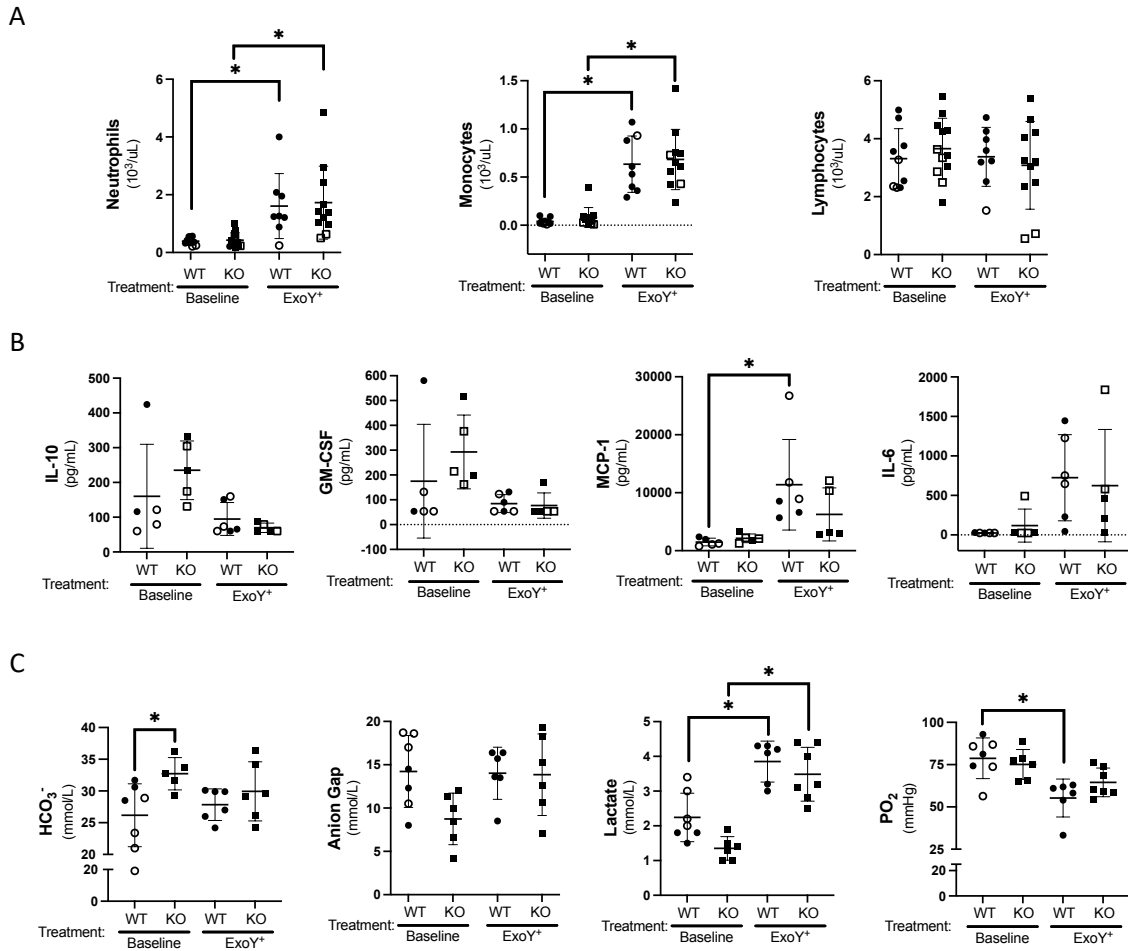 A
*
*
Neutrophils
(10³/uL)
6
4
2
0
WT KO WT KO
Treatment: Baseline ExoY⁺
*
*
Monocytes
(10³/uL)
1.5
1.0
0.5
0.0
WT KO WT KO
Treatment: Baseline ExoY⁺
Lymphocytes
(10³/uL)
6
4
2
0
WT KO WT KO
Treatment: Baseline ExoY⁺
B
IL-10
(pg/mL)
500
400
300
200
100
0
WT KO WT KO
Treatment: Baseline ExoY⁺
GM-CSF
(pg/mL)
600
500
400
300
200
100
0
-100
WT KO WT KO
Treatment: Baseline ExoY⁺
*
MCP-1
(pg/mL)
30000
20000
10000
0
WT KO WT KO
Treatment: Baseline ExoY⁺
IL-6
(pg/mL)
2000
1500
1000
500
0
WT KO WT KO
Treatment: Baseline ExoY⁺
C
*
HCO₃⁻
(mmol/L)
40
35
30
25
20
20
0
WT KO WT KO
Treatment: Baseline ExoY⁺
Anion Gap
(mmol/L)
20
15
10
5
0
WT KO WT KO
Treatment: Baseline ExoY⁺
*
*
Lactate
(mmol/L)
5
4
3
2
1
0
WT KO WT KO
Treatment: Baseline ExoY⁺
*
PO₂
(mmHg)
100
75
50
25
25
0
WT KO WT KO
Treatment: Baseline ExoY⁺